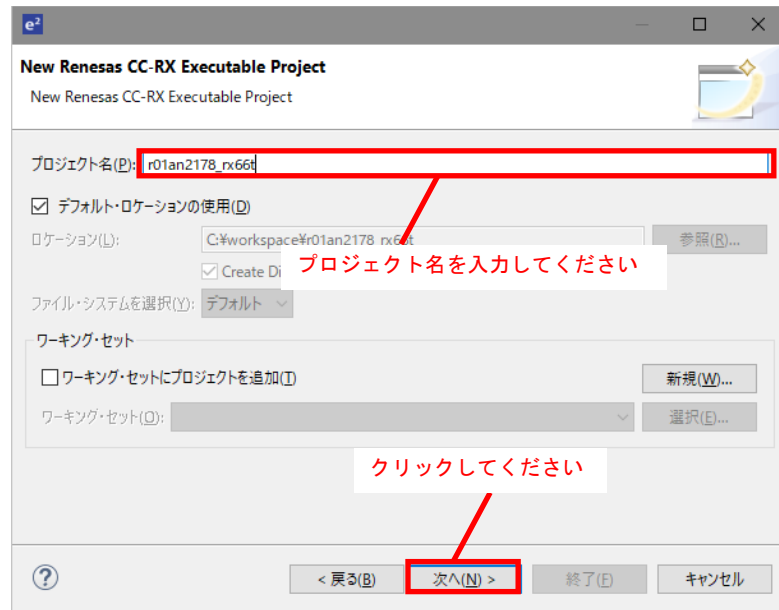 e²
New Renesas CC-RX Executable Project
New Renesas CC-RX Executable Project
プロジェクト名(P): r01an2178_rx66t
デフォルト・ロケーションの使用(D)
ロケーション(L): C:¥workspace¥r01an2178_rx66t 参照(R)...
プロジェクト名を入力してください
Create Di
ファイル・システムを選択(Y): デフォルト
ワーキング・セット
ワーキング・セットにプロジェクトを追加(T) 新規(W)...
ワーキング・セット(O): 選択(E)...
クリックしてください
? < 戻る(B) 次へ(N) > 終了(F) キャンセル